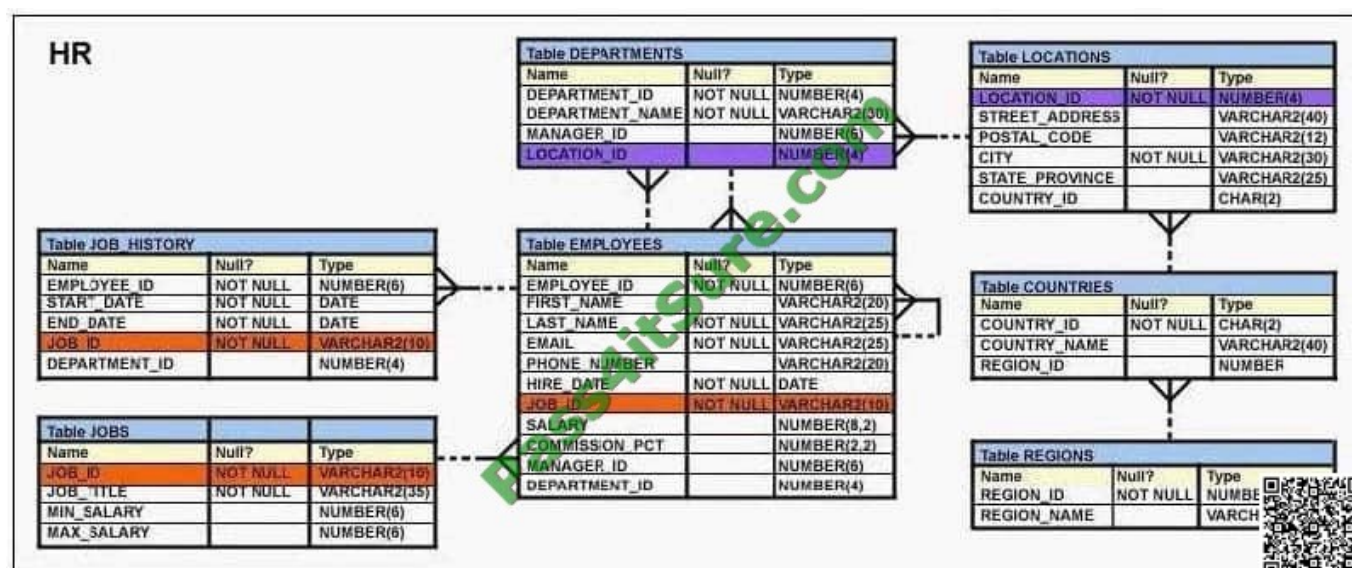 HR
Table DEPARTMENTS
Name Null? Type
DEPARTMENT_ID NOT NULL NUMBER(4)
DEPARTMENT_NAME NOT NULL VARCHAR2(30)
MANAGER_ID NUMBER(6)
LOCATION_ID NUMBER(4)
Table LOCATIONS
Name Null? Type
LOCATION_ID NOT NULL NUMBER(4)
STREET_ADDRESS VARCHAR2(40)
POSTAL_CODE VARCHAR2(12)
CITY NOT NULL VARCHAR2(30)
STATE_PROVINCE VARCHAR2(25)
COUNTRY_ID CHAR(2)
Table JOB_HISTORY
Name Null? Type
EMPLOYEE_ID NOT NULL NUMBER(6)
START_DATE NOT NULL DATE
END_DATE NOT NULL DATE
JOB_ID NOT NULL VARCHAR2(10)
DEPARTMENT_ID NUMBER(4)
Table EMPLOYEES
Name Null? Type
EMPLOYEE_ID NOT NULL NUMBER(6)
FIRST_NAME VARCHAR2(20)
LAST_NAME NOT NULL VARCHAR2(25)
EMAIL NOT NULL VARCHAR2(25)
PHONE_NUMBER VARCHAR2(20)
HIRE_DATE NOT NULL DATE
JOB_ID NOT NULL VARCHAR2(10)
SALARY NUMBER(8,2)
COMMISSION_PCT NUMBER(2,2)
MANAGER_ID NUMBER(6)
DEPARTMENT_ID NUMBER(4)
Table COUNTRIES
Name Null? Type
COUNTRY_ID NOT NULL CHAR(2)
COUNTRY_NAME VARCHAR2(40)
REGION_ID NUMBER
Table JOBS
Name Null? Type
JOB_ID NOT NULL VARCHAR2(10)
JOB_TITLE NOT NULL VARCHAR2(35)
MIN_SALARY NUMBER(6)
MAX_SALARY NUMBER(6)
Table REGIONS
Name Null? Type
REGION_ID NOT NULL NUMBE
REGION_NAME VARCH
Pass4itSure.com